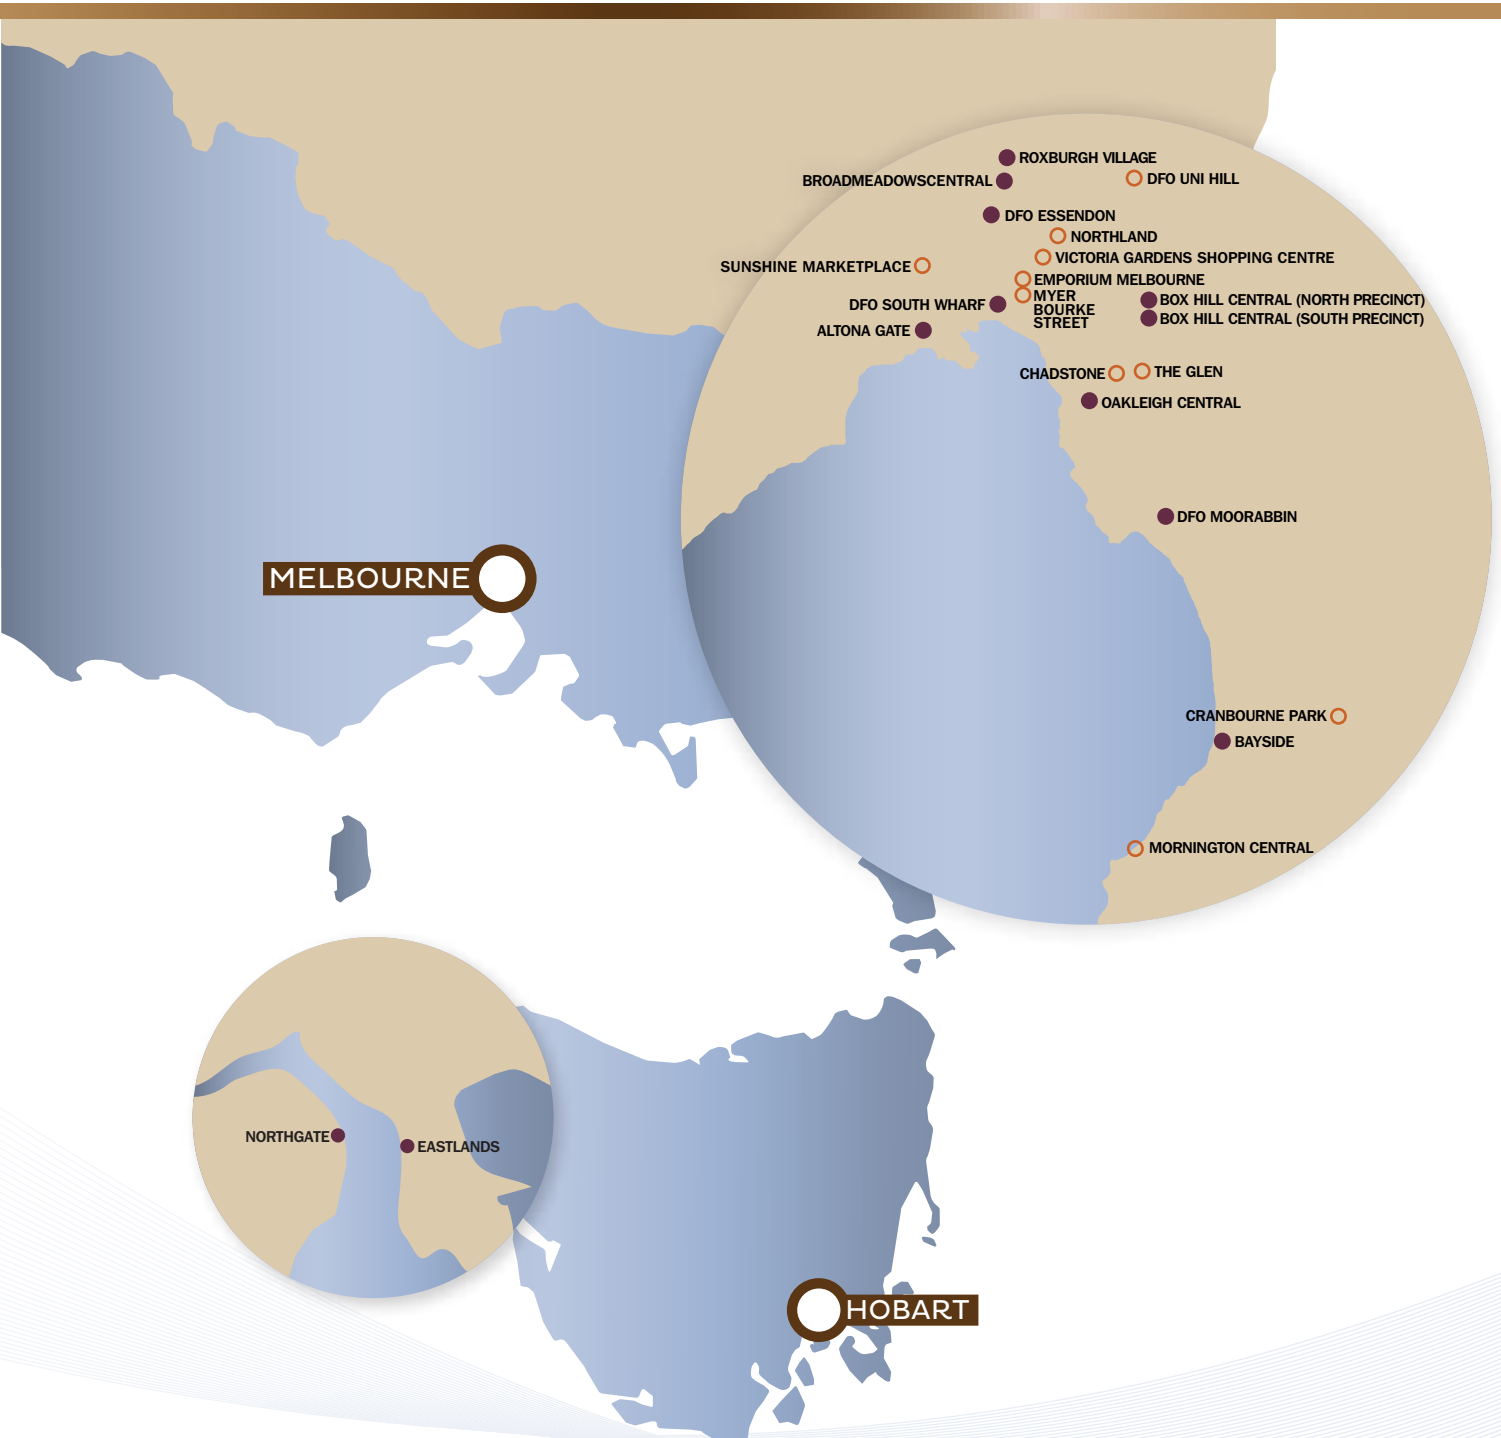 ROXBURGH VILLAGE
BROADMEADOWSCENTRAL
DFO UNI HILL
DFO ESSENDON
NORTHLAND
VICTORIA GARDENS SHOPPING CENTRE
SUNSHINE MARKETPLACE
EMPORIUM MELBOURNE
MYER
BOURKE
STREET
DFO SOUTH WHARF
BOX HILL CENTRAL (NORTH PRECINCT)
BOX HILL CENTRAL (SOUTH PRECINCT)
ALTONA GATE
CHADSTONE
THE GLEN
OAKLEIGH CENTRAL
DFO MOORABBIN
MELBOURNE
CRANBOURNE PARK
BAYSIDE
MORNINGTON CENTRAL
NORTHGATE
EASTLANDS
HOBART